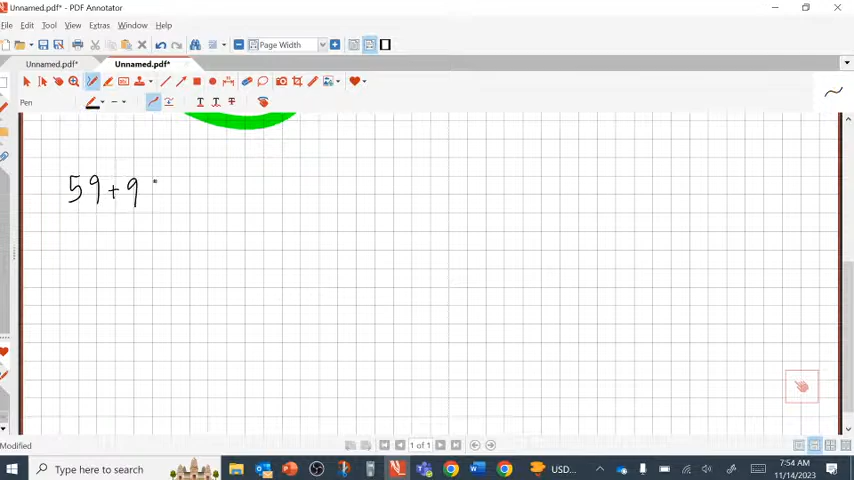 Unnamed.pdf* - PDF Annotator
File Edit Tool View Extras Window Help
Page Width
Unnamed.pdf* Unnamed.pdf*
Pen
59+9
1 of 1
Modified
Type here to search
USD...
7:54 AM
11/14/2023